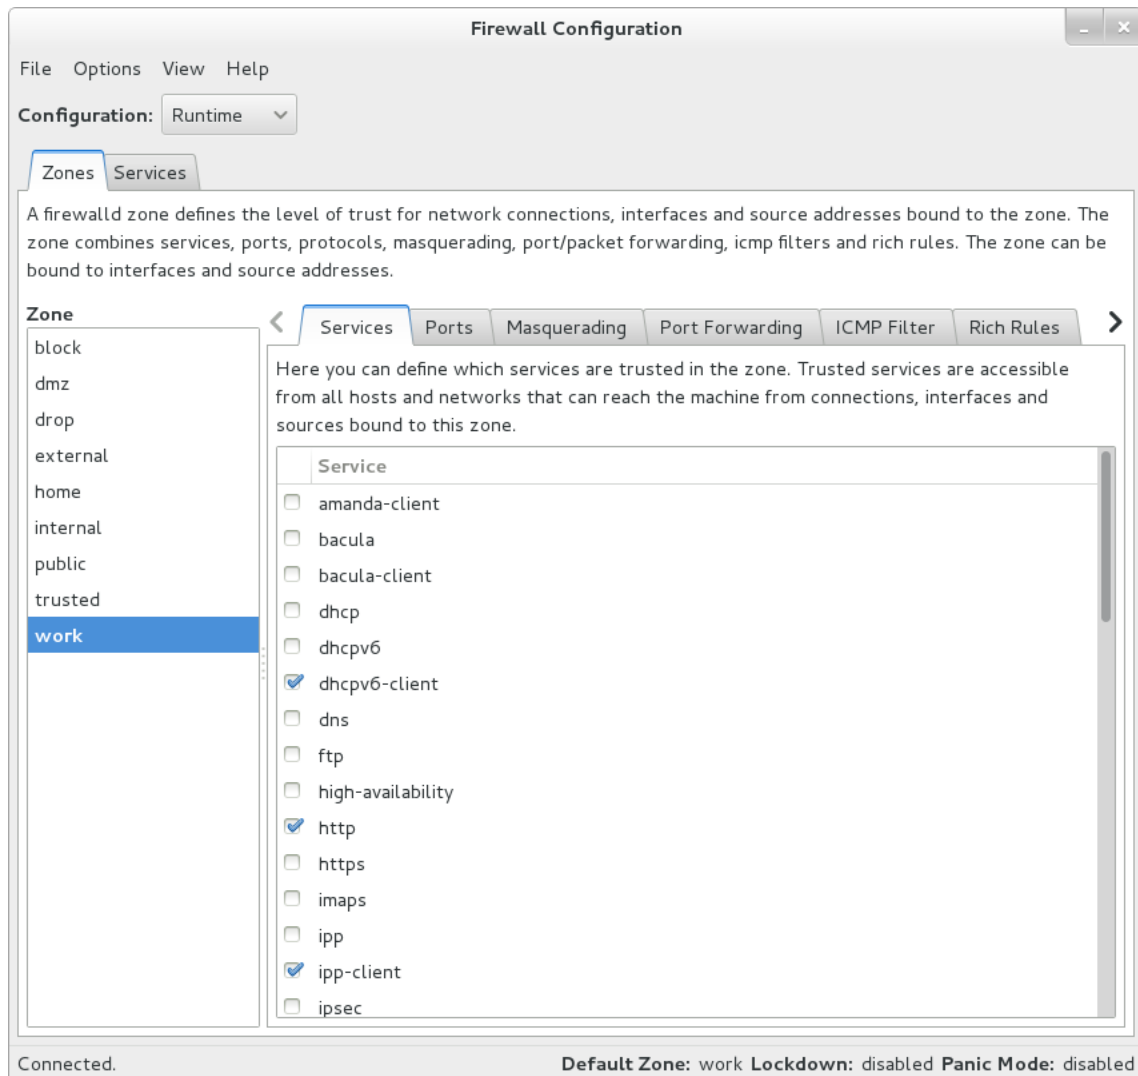 Firewall Configuration
File Options View Help
Configuration: Runtime
Zones Services
A firewalld zone defines the level of trust for network connections, interfaces and source addresses bound to the zone. The
zone combines services, ports, protocols, masquerading, port/packet forwarding, icmp filters and rich rules. The zone can be
bound to interfaces and source addresses.
Zone
block
dmz
drop
external
home
internal
public
trusted
work
Services Ports Masquerading Port Forwarding ICMP Filter Rich Rules
Here you can define which services are trusted in the zone. Trusted services are accessible
from all hosts and networks that can reach the machine from connections, interfaces and
sources bound to this zone.
Service
amanda-client
bacula
bacula-client
dhcp
dhcpv6
dhcpv6-client
dns
ftp
high-availability
http
https
imaps
ipp
ipp-client
ipsec
Connected.
Default Zone: work Lockdown: disabled Panic Mode: disabled